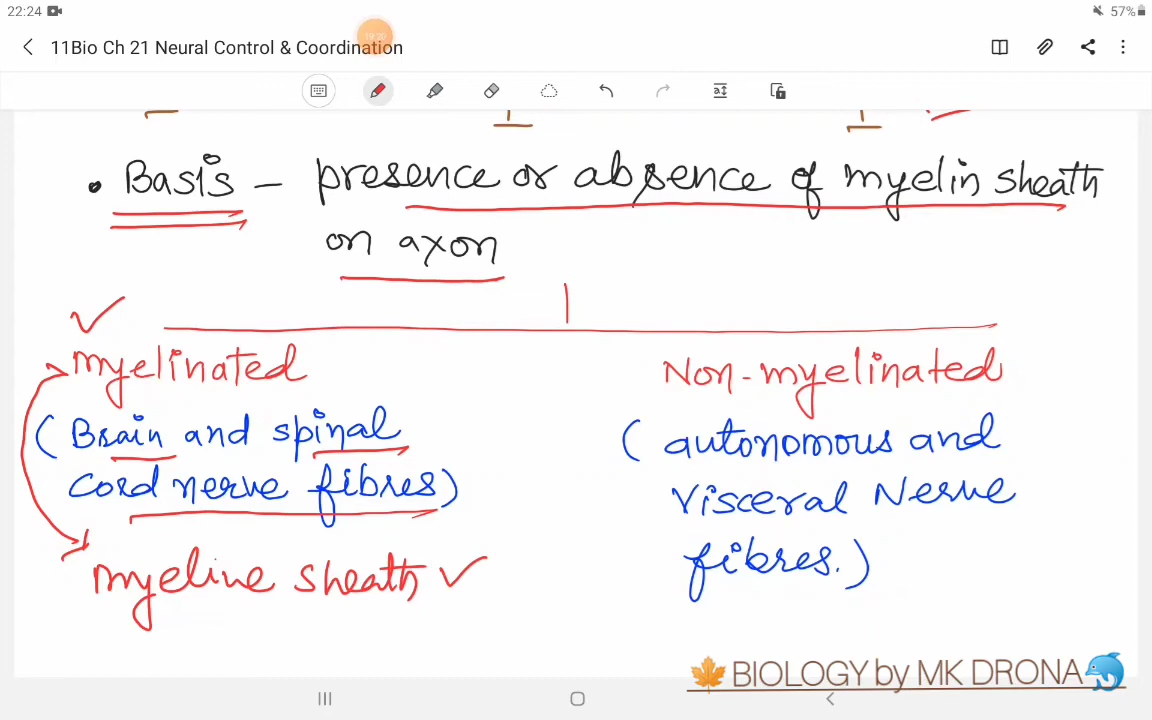 22:24
57%
11Bio Ch 21 Neural Control & Coordination
19:20
• Basis - presence or absence of myelin sheath
on axon
myelinated
Non-myelinated
(Brain and spinal
cord nerve fibres)
(autonomous and
Visceral Nerve
fibres.)
myeline sheath ✓
BIOLOGY by MK DRONA